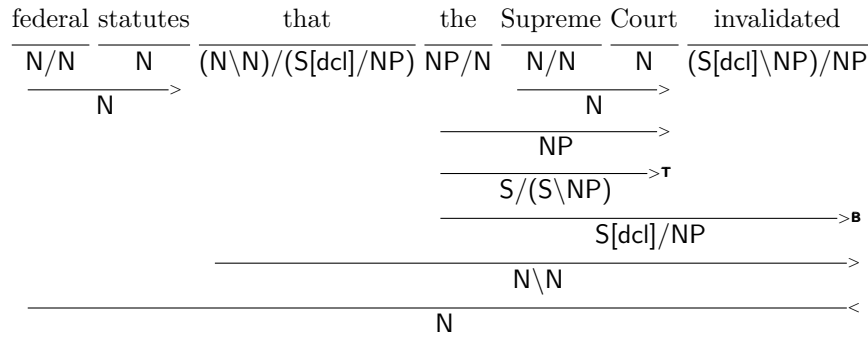 federal statutes that the Supreme Court invalidated
N/N N (N\N)/(S[dcl]/NP) NP/N N/N N (S[dcl]\NP)/NP
> >
N N
>
NP
>T
S/(S\NP)
>B
S[dcl]/NP
>
N\N
<
N